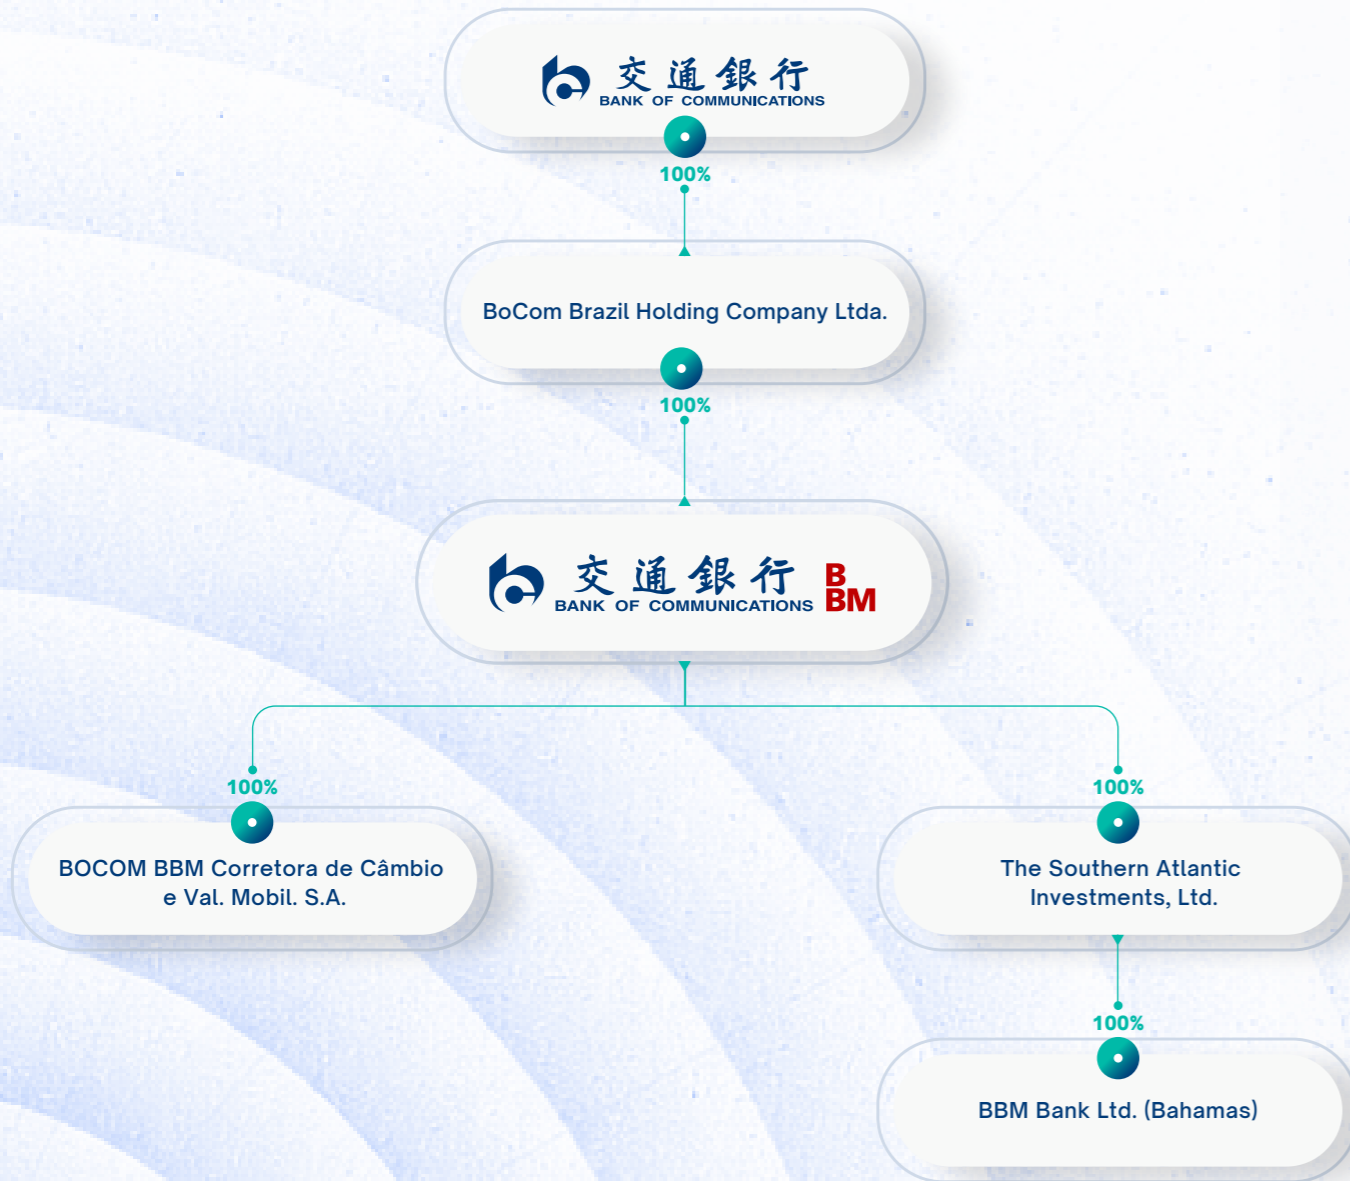 交通銀行
BANK OF COMMUNICATIONS
100%
BoCom Brazil Holding Company Ltda.
100%
交通銀行
BANK OF COMMUNICATIONS
B
BM
100%
100%
BOCOM BBM Corretora de Câmbio
e Val. Mobil. S.A.
The Southern Atlantic
Investments, Ltd.
100%
BBM Bank Ltd. (Bahamas)